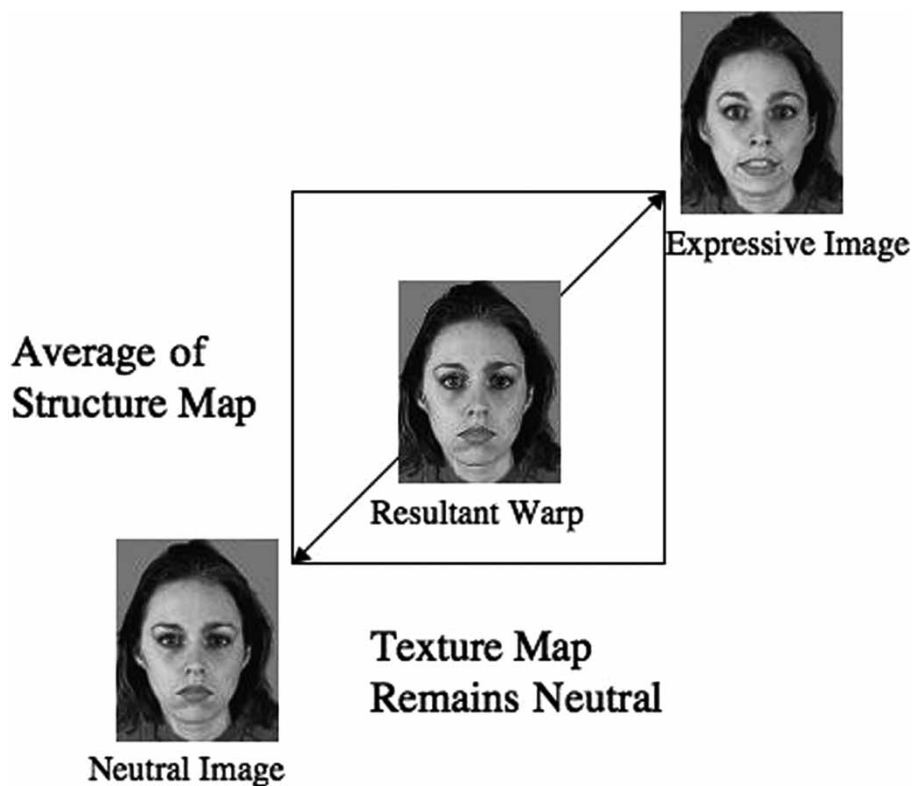 Expressive Image
Average of
Structure Map
Resultant Warp
Texture Map
Remains Neutral
Neutral Image